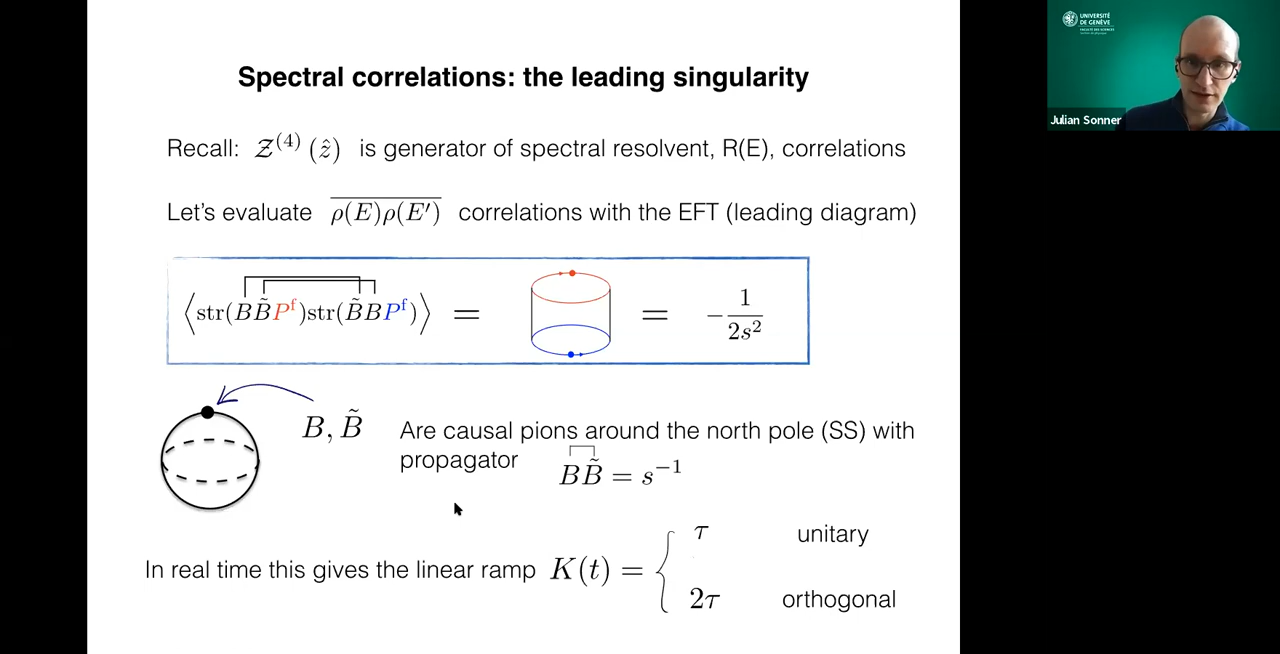 Spectral correlations: the leading singularity
Recall: 𝒵^(4) (ẑ) is generator of spectral resolvent, R(E), correlations
Let's evaluate \overline{ρ(E)ρ(E′)} correlations with the EFT (leading diagram)
⟨str(BB̃P^f)str(B̃BP^f)⟩ = = −1/(2s²)
B, B̃ Are causal pions around the north pole (SS) with
propagator BB̃ = s⁻¹
In real time this gives the linear ramp K(t) = { τ unitary
2τ orthogonal
UNIVERSITÉ
DE GENÈVE
Julian Sonner